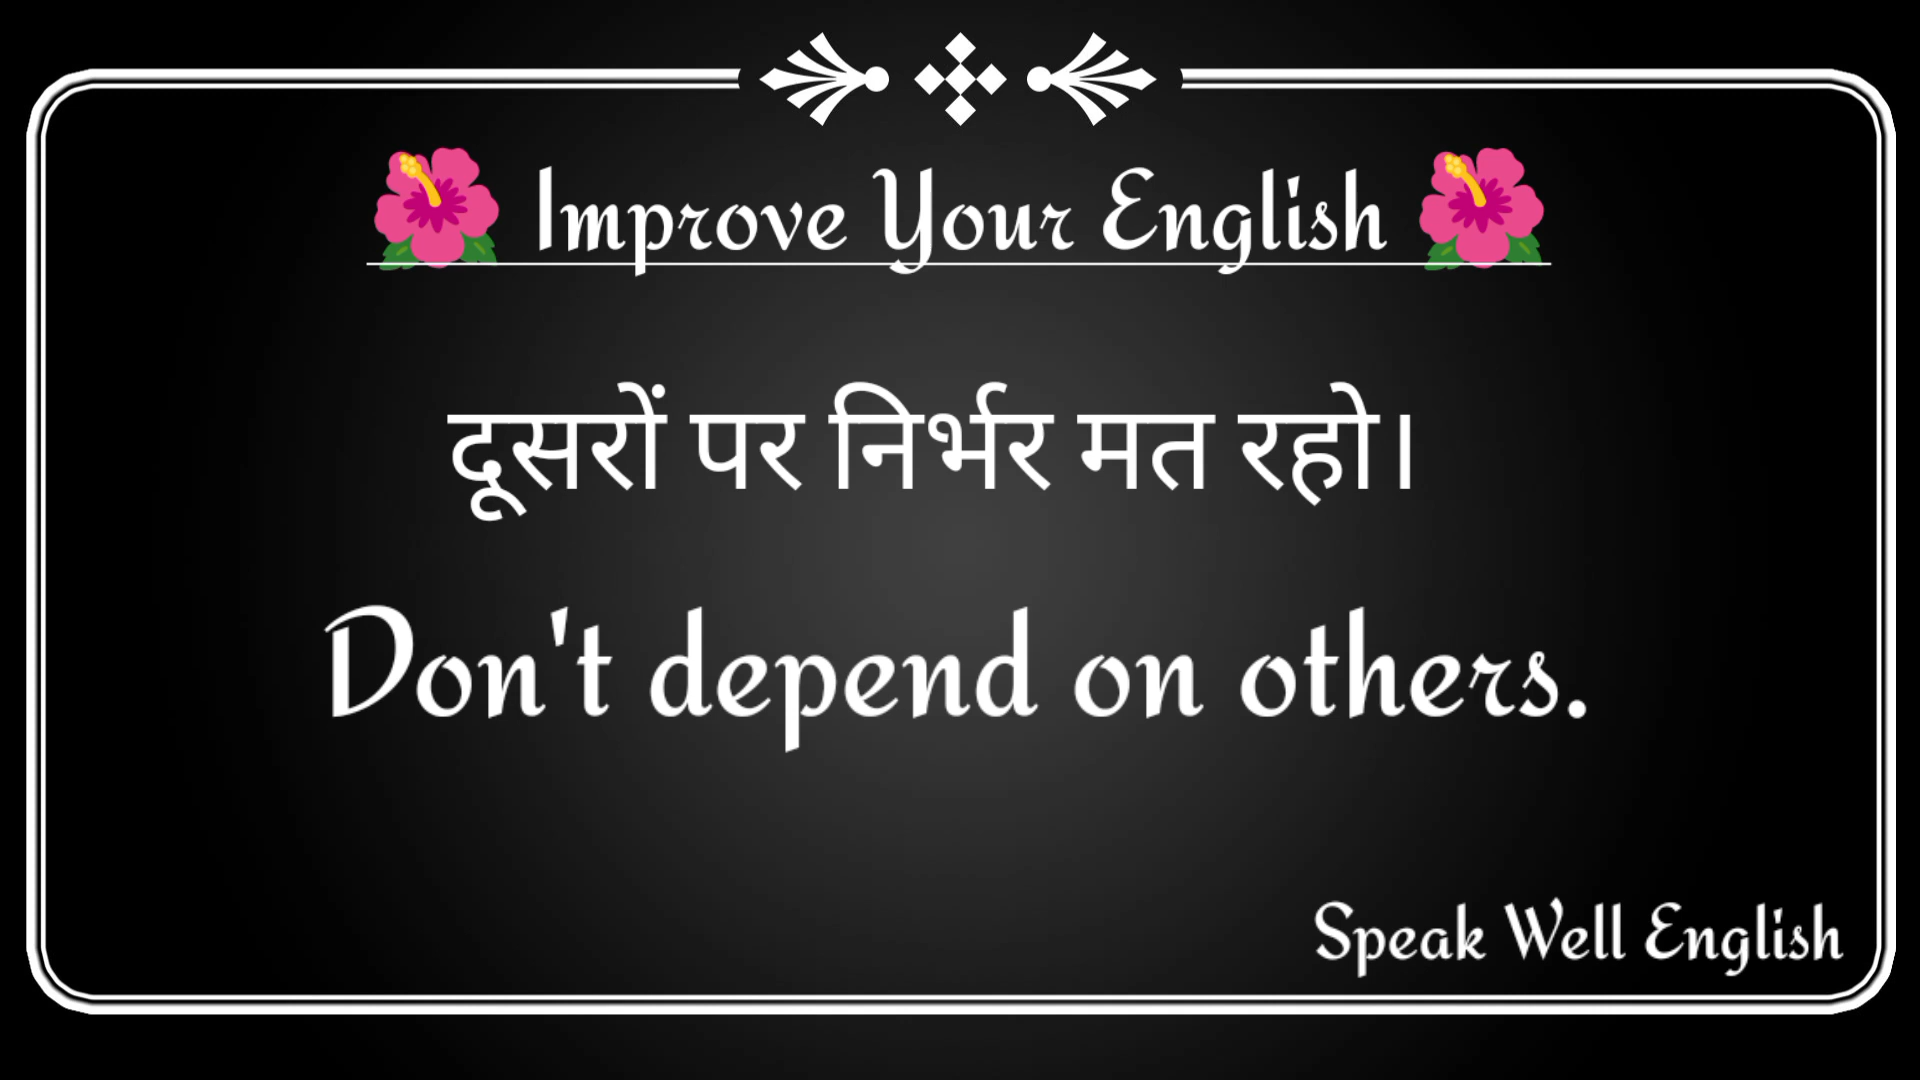 🌺 Improve Your English 🌺
दूसरों पर निर्भर मत रहो।
Don't depend on others.
Speak Well English